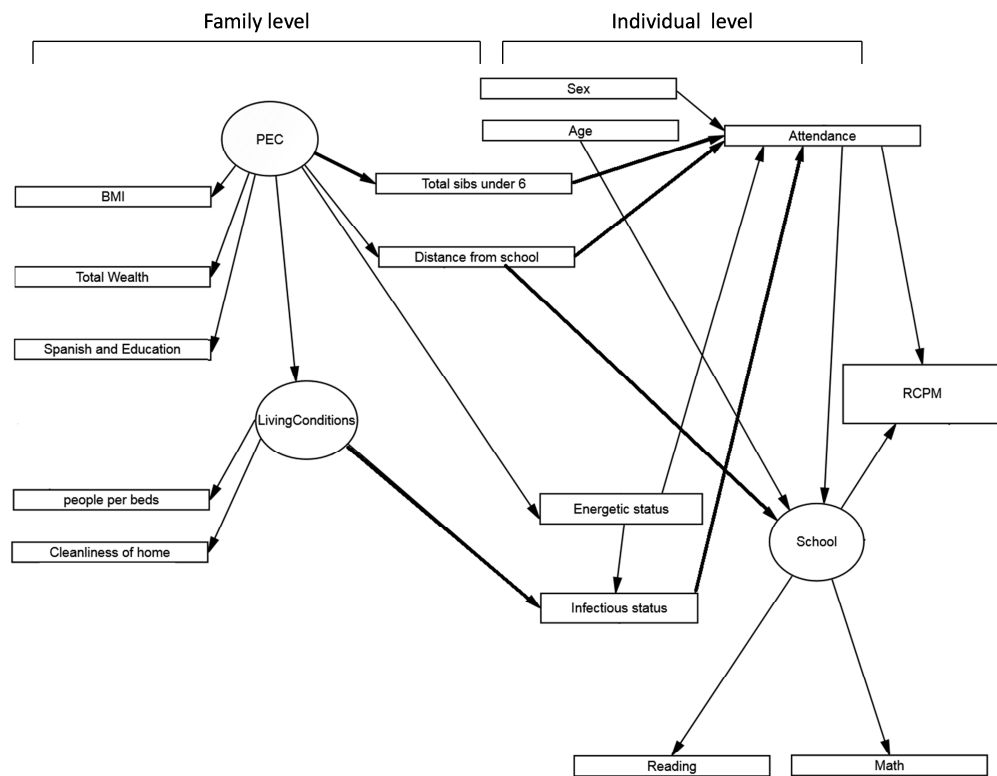 Family level
Individual level
Sex
Age
Attendance
PEC
Total sibs under 6
BMI
Distance from school
Total Wealth
Spanish and Education
RCPM
LivingConditions
people per beds
Energetic status
Cleanliness of home
School
Infectious status
Reading
Math